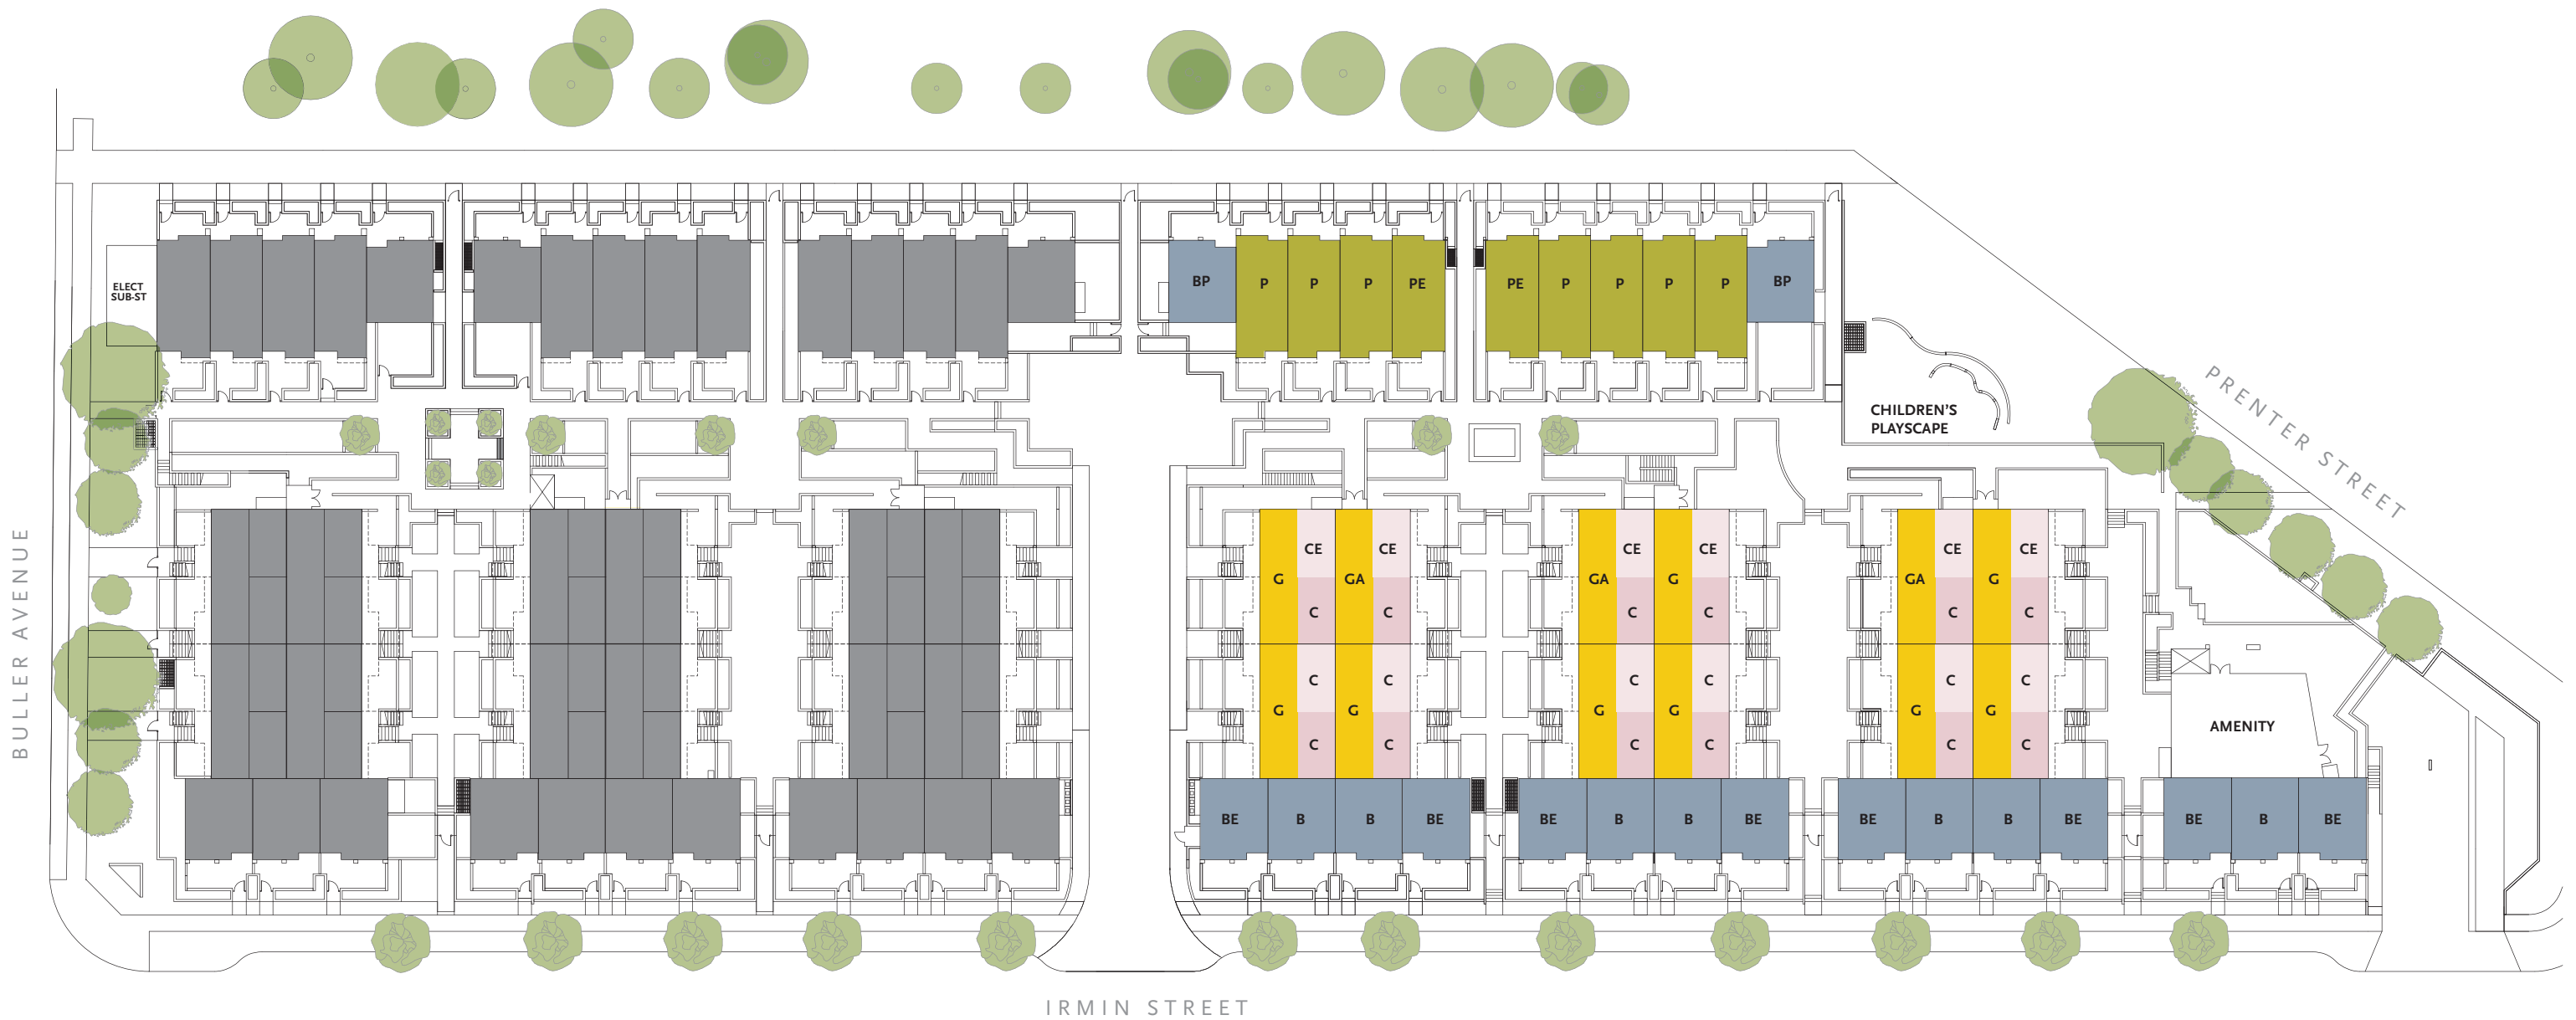 ELECT
SUB-ST
BP P P P PE PE P P P P BP
CHILDREN'S
PLAYSCAPE
PRENTER STREET
BULLER AVENUE
CE CE CE CE CE CE
G GA GA G GA G
C C C C C C
C C C C C C
G G G G G G
C C C C C C
AMENITY
BE B B BE BE B B BE BE B B BE BE B BE
IRMIN STREET